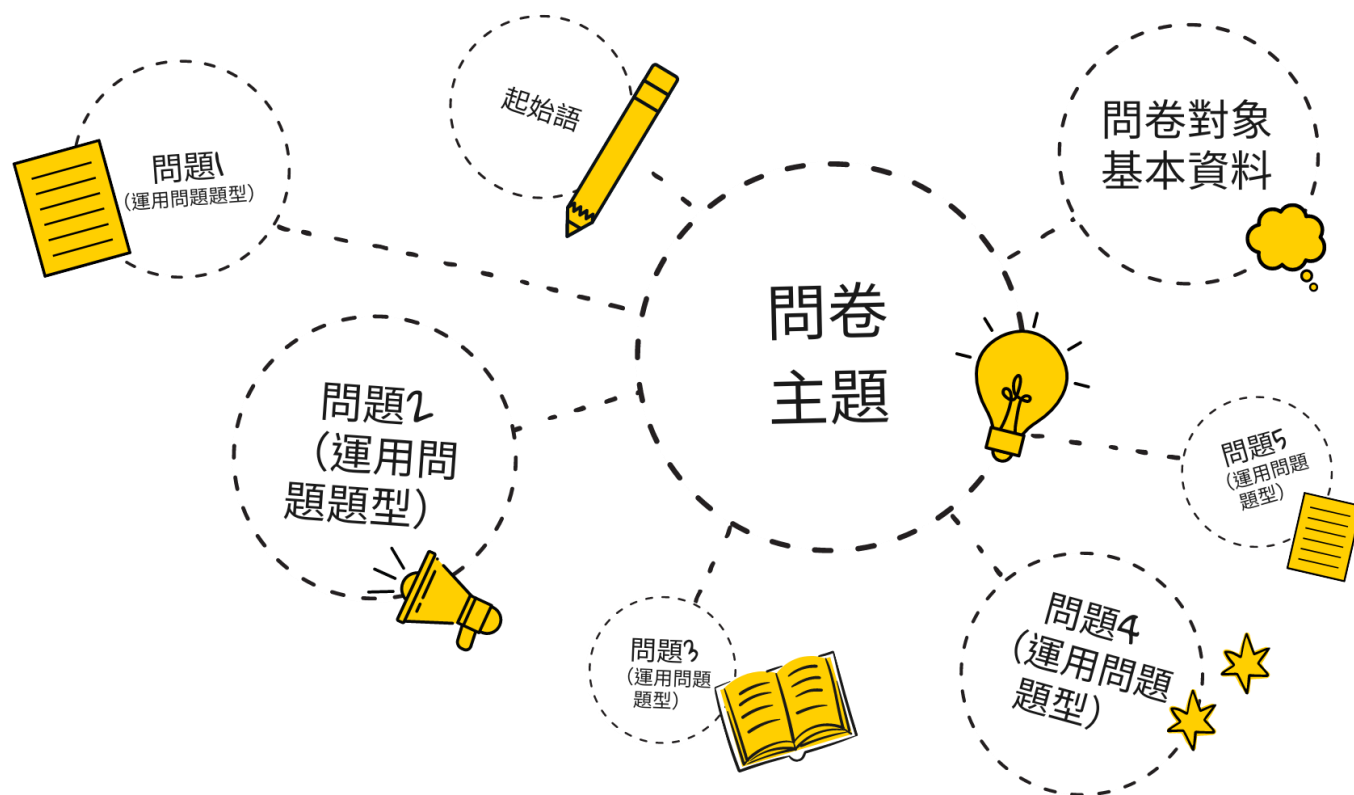 問卷
主題
起始語
問卷對象
基本資料
問題1
（運用問題題型）
問題2
（運用問
題題型）
問題3
（運用問題
題型）
問題4
（運用問題
題型）
問題5
（運用問題
題型）